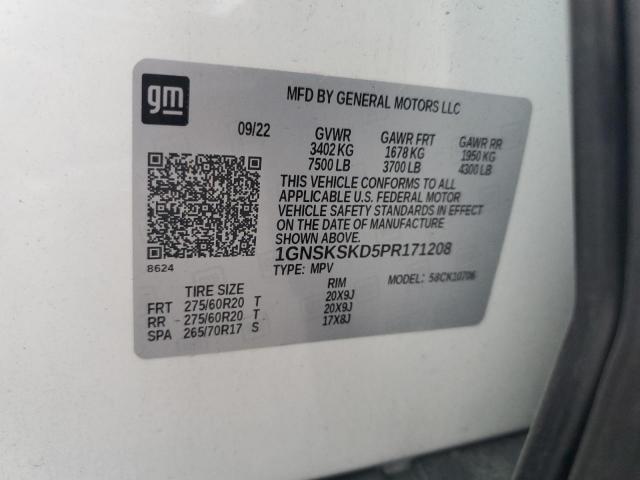 gm
MFD BY GENERAL MOTORS LLC
09/22 GVWR GAWR FRT GAWR RR
3402 KG 1678 KG 1950 KG
7500 LB 3700 LB 4300 LB
THIS VEHICLE CONFORMS TO ALL
APPLICABLE U.S. FEDERAL MOTOR
VEHICLE SAFETY STANDARDS IN EFFECT
ON THE DATE OF MANUFACTURE
SHOWN ABOVE.
1GNSKSKD5PR171208
8624
TYPE: MPV MODEL: 58CK10706
TIRE SIZE RIM
FRT 275/60R20 T 20X9J
RR 275/60R20 T 20X9J
SPA 265/70R17 S 17X8J